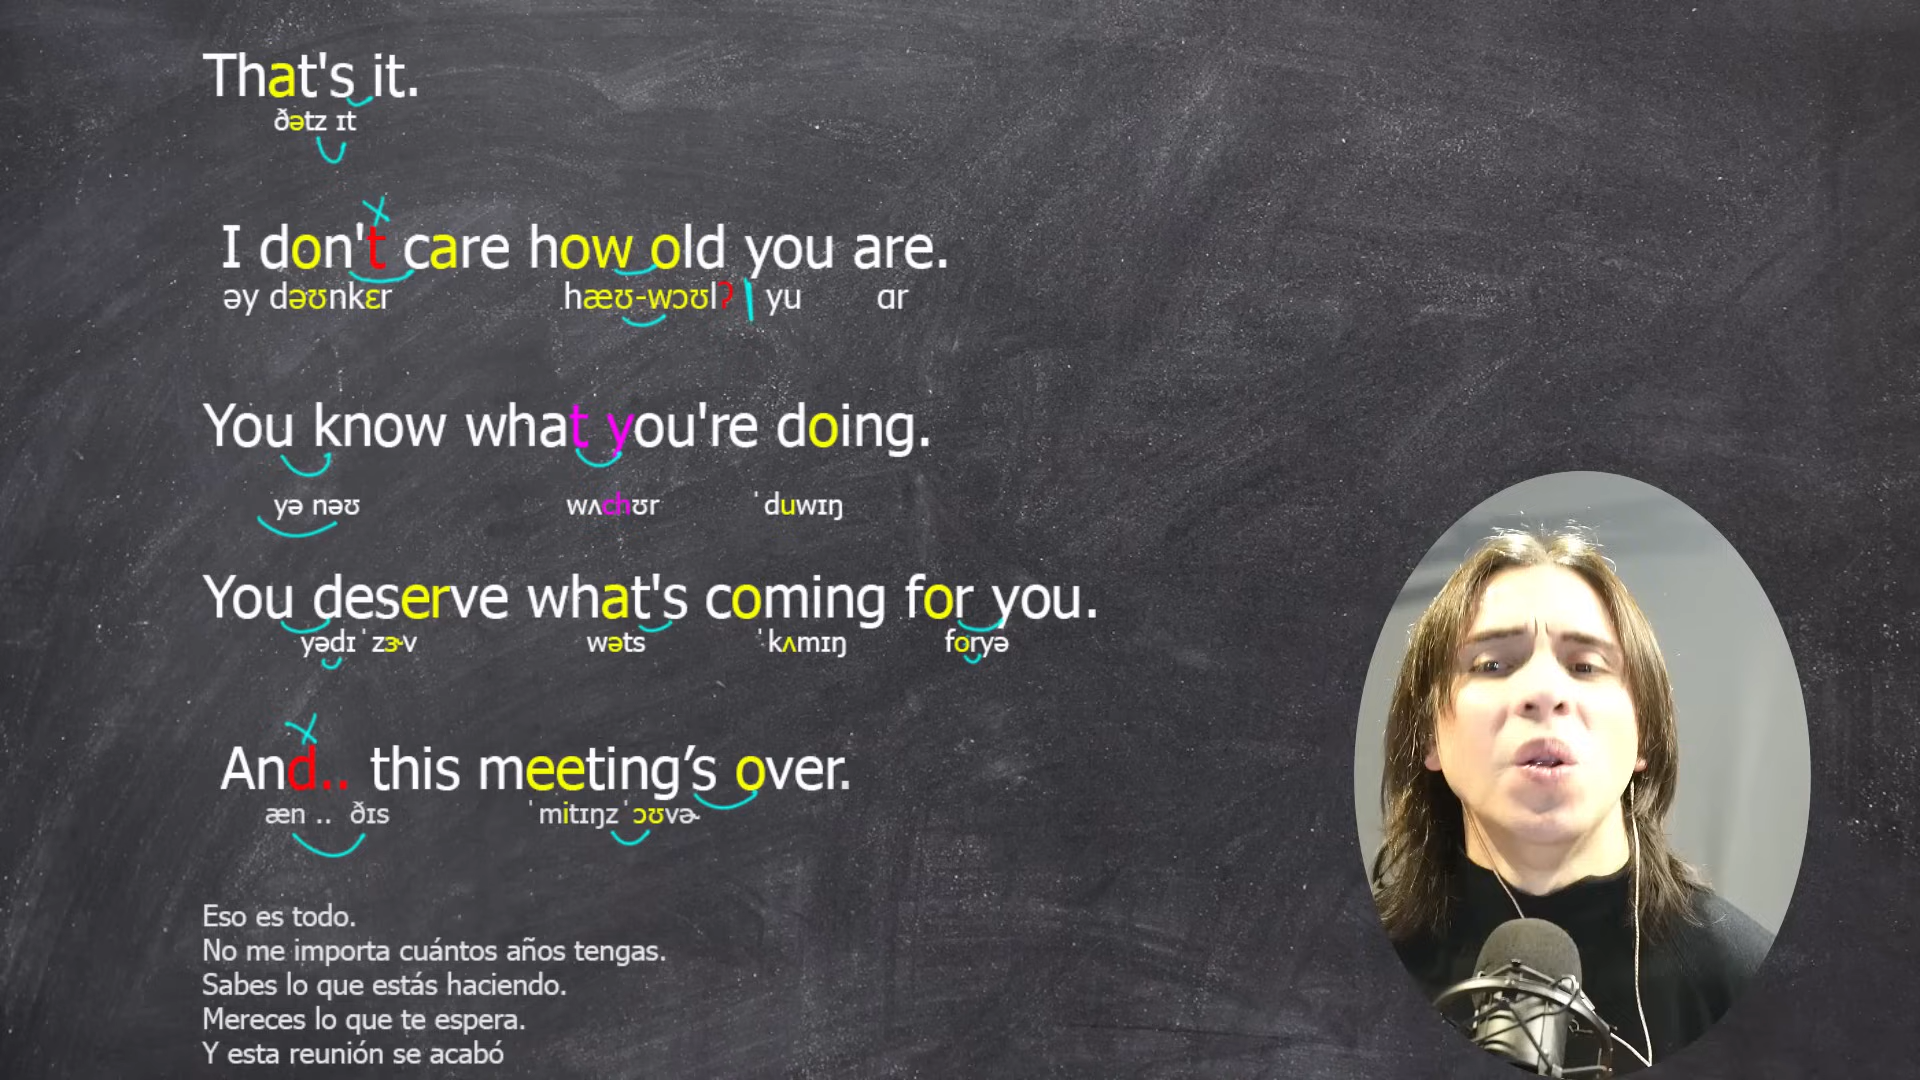 That's it.
ðətz ɪt
I don't care how old you are.
əy dəʊnkɛr hæʊ-wɔʊlʔ yu ɑr
You know what you're doing.
yə nəʊ wʌchʊr ˈduwɪŋ
You deserve what's coming for you.
yədɪˈzɝv wəts ˈkʌmɪŋ foryə
And.. this meeting’s over.
æn .. ðɪs ˈmitɪŋzˈɔʊvɚ
Eso es todo.
No me importa cuántos años tengas.
Sabes lo que estás haciendo.
Mereces lo que te espera.
Y esta reunión se acabó